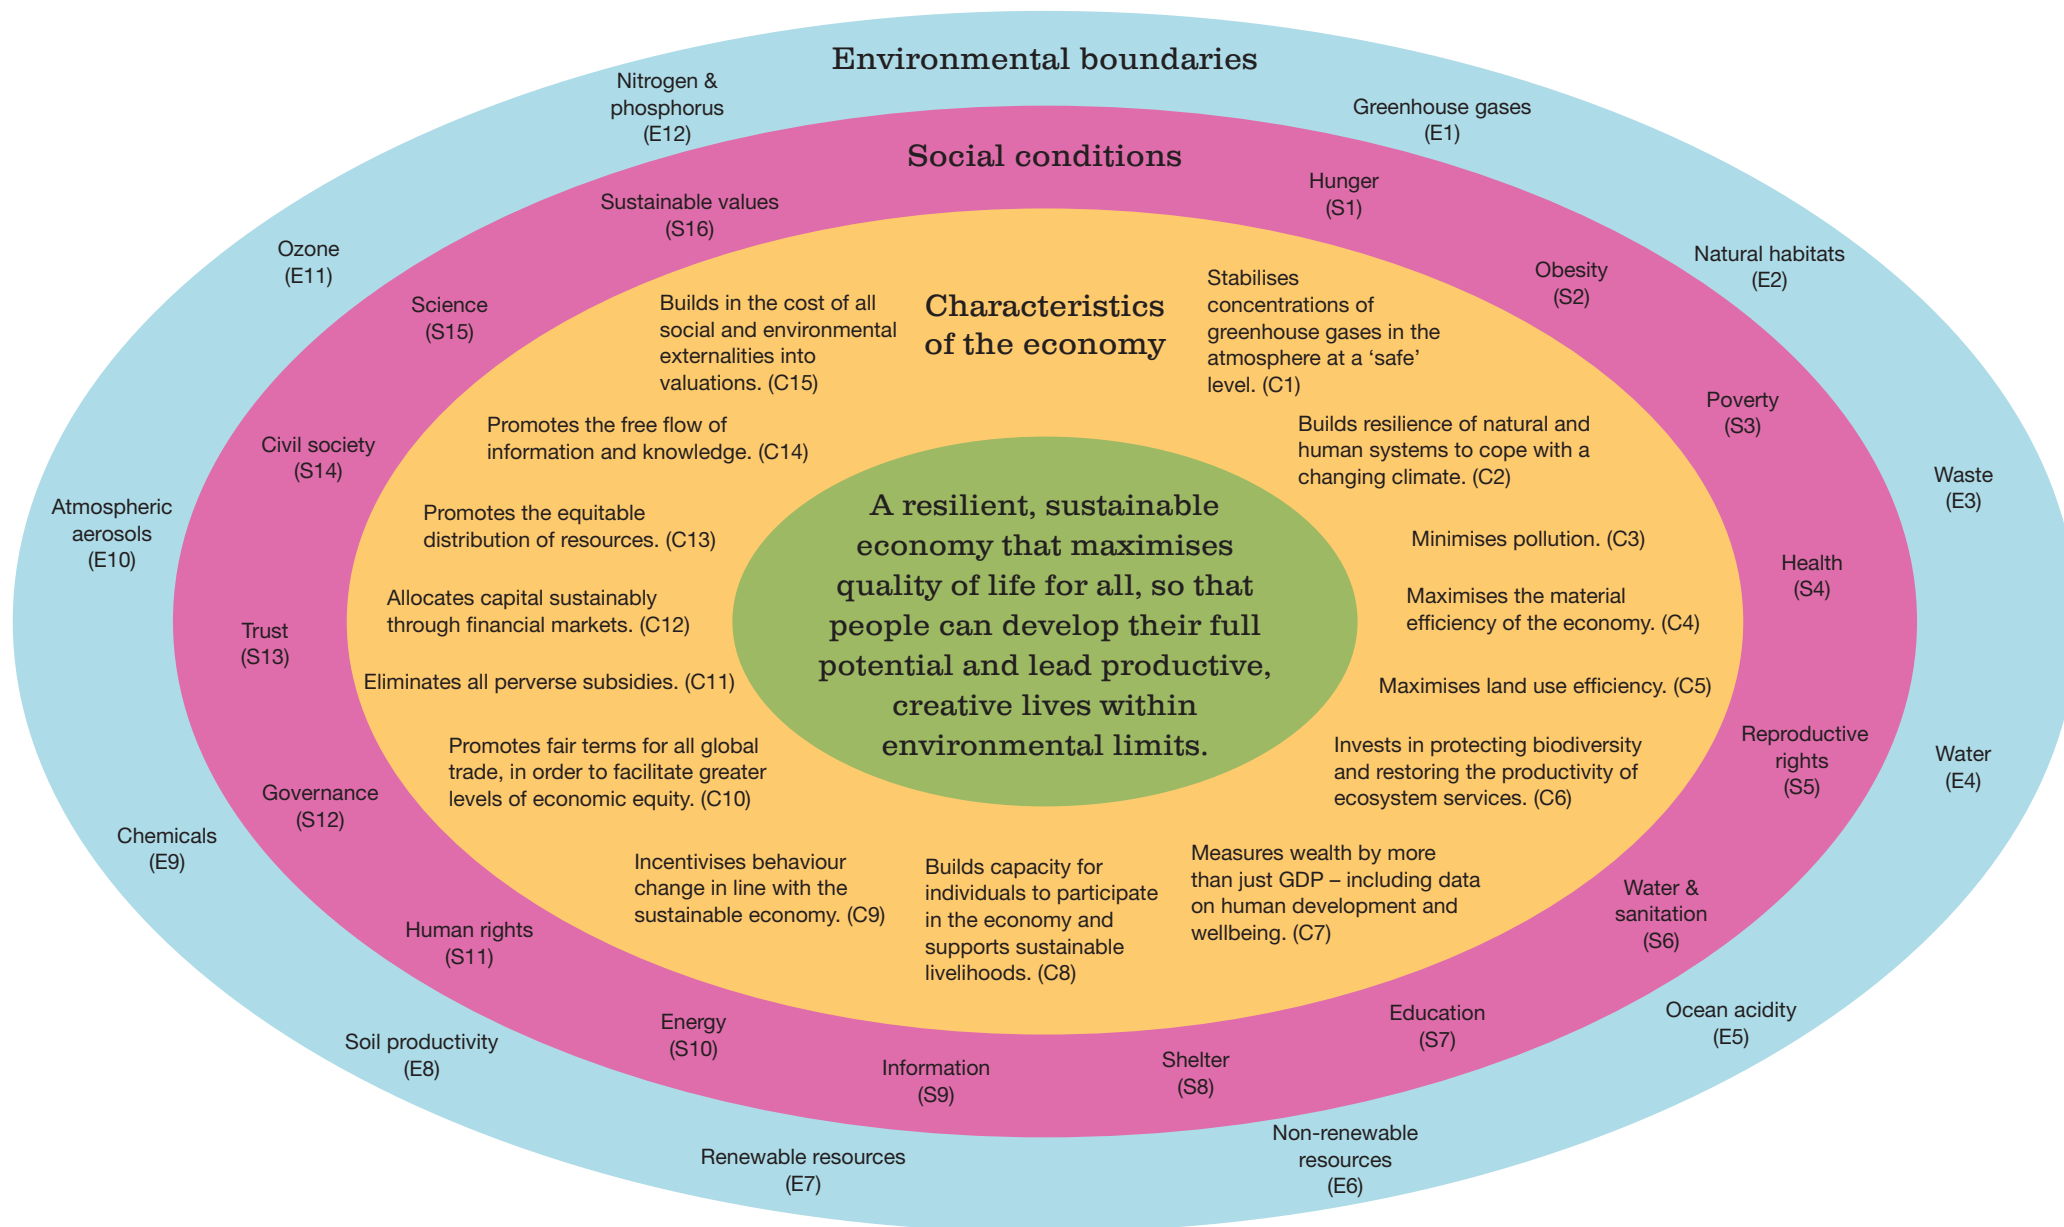 Environmental boundaries
Greenhouse gases
(E1)
Natural habitats
(E2)
Waste
(E3)
Water
(E4)
Ocean acidity
(E5)
Non-renewable
resources
(E6)
Renewable resources
(E7)
Soil productivity
(E8)
Chemicals
(E9)
Atmospheric
aerosols
(E10)
Ozone
(E11)
Nitrogen &
phosphorus
(E12)
Social conditions
Hunger
(S1)
Obesity
(S2)
Poverty
(S3)
Health
(S4)
Reproductive
rights
(S5)
Water &
sanitation
(S6)
Education
(S7)
Shelter
(S8)
Information
(S9)
Energy
(S10)
Human rights
(S11)
Governance
(S12)
Trust
(S13)
Civil society
(S14)
Science
(S15)
Sustainable values
(S16)
Characteristics
of the economy
Stabilises
concentrations of
greenhouse gases in the
atmosphere at a ‘safe’
level. (C1)
Builds resilience of natural and
human systems to cope with a
changing climate. (C2)
Minimises pollution. (C3)
Maximises the material
efficiency of the economy. (C4)
Maximises land use efficiency. (C5)
Invests in protecting biodiversity
and restoring the productivity of
ecosystem services. (C6)
Measures wealth by more
than just GDP – including data
on human development and
wellbeing. (C7)
Builds capacity for
individuals to participate
in the economy and
supports sustainable
livelihoods. (C8)
Incentivises behaviour
change in line with the
sustainable economy. (C9)
Promotes fair terms for all global
trade, in order to facilitate greater
levels of economic equity. (C10)
Eliminates all perverse subsidies. (C11)
Allocates capital sustainably
through financial markets. (C12)
Promotes the equitable
distribution of resources. (C13)
Promotes the free flow of
information and knowledge. (C14)
Builds in the cost of all
social and environmental
externalities into
valuations. (C15)
A resilient, sustainable
economy that maximises
quality of life for all, so that
people can develop their full
potential and lead productive,
creative lives within
environmental limits.